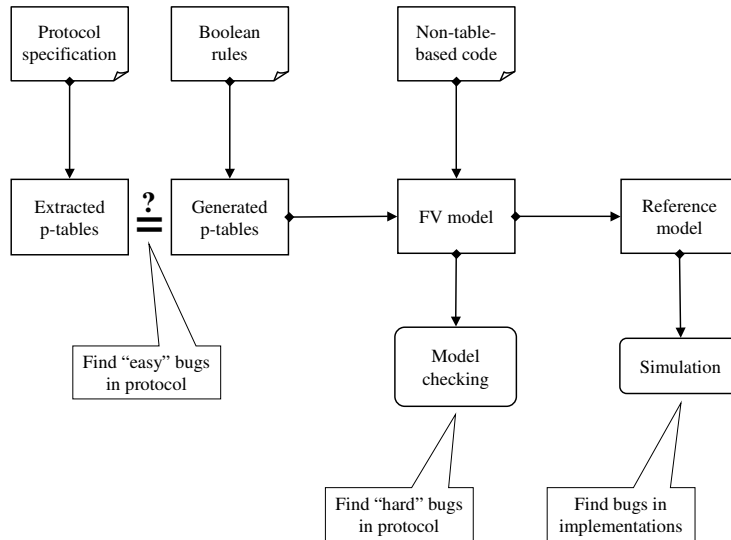 Protocol
specification
Boolean
rules
Non-table-
based code
Extracted
p-tables
?
=
Generated
p-tables
FV model
Reference
model
Find “easy” bugs
in protocol
Model
checking
Simulation
Find “hard” bugs
in protocol
Find bugs in
implementations